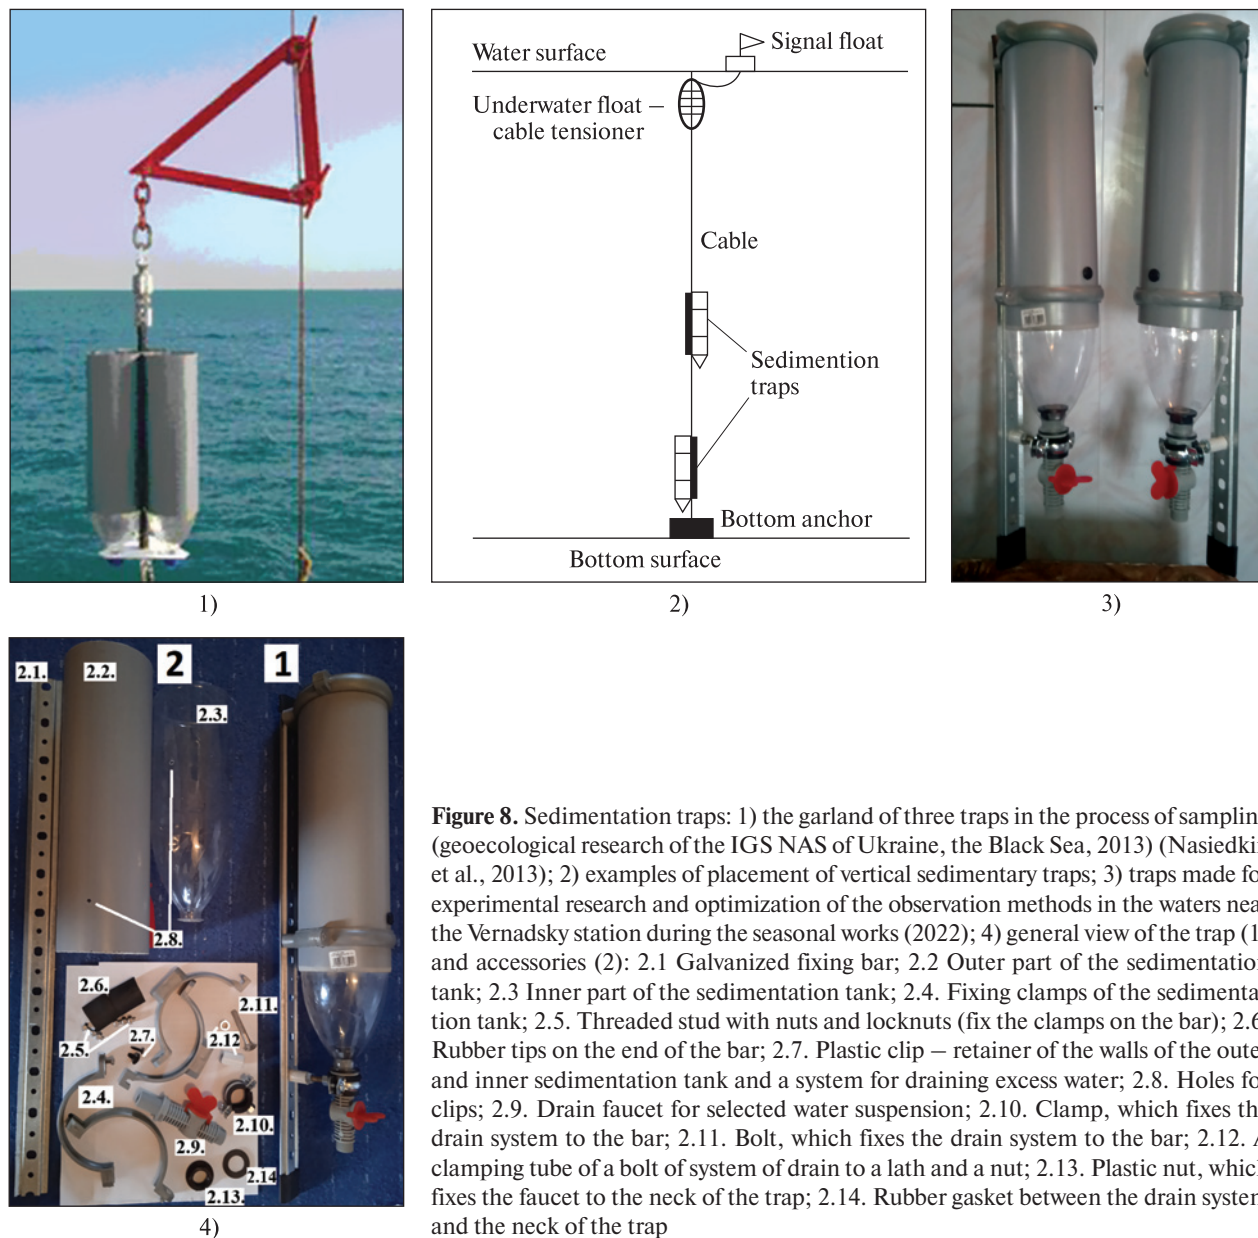 Water surface
Signal float
Underwater float –
cable tensioner
Cable
Sedimention
traps
Bottom anchor
Bottom surface
1)
2)
3)
2.1.
2.2.
2
1
2.3.
2.8.
2.6.
2.11.
2.7.
2.5.
2.12
2.4.
2.10.
2.9.
2.14
2.13.
4)
Figure 8. Sedimentation traps: 1) the garland of three traps in the process of samplin
(geoecological research of the IGS NAS of Ukraine, the Black Sea, 2013) (Nasiedki
et al., 2013); 2) examples of placement of vertical sedimentary traps; 3) traps made fo
experimental research and optimization of the observation methods in the waters nea
the Vernadsky station during the seasonal works (2022); 4) general view of the trap (1
and accessories (2): 2.1 Galvanized fixing bar; 2.2 Outer part of the sedimentation
tank; 2.3 Inner part of the sedimentation tank; 2.4. Fixing clamps of the sedimenta-
tion tank; 2.5. Threaded stud with nuts and locknuts (fix the clamps on the bar); 2.6
Rubber tips on the end of the bar; 2.7. Plastic clip – retainer of the walls of the oute
and inner sedimentation tank and a system for draining excess water; 2.8. Holes fo
clips; 2.9. Drain faucet for selected water suspension; 2.10. Clamp, which fixes th
drain system to the bar; 2.11. Bolt, which fixes the drain system to the bar; 2.12. A
clamping tube of a bolt of system of drain to a lath and a nut; 2.13. Plastic nut, which
fixes the faucet to the neck of the trap; 2.14. Rubber gasket between the drain system
and the neck of the trap